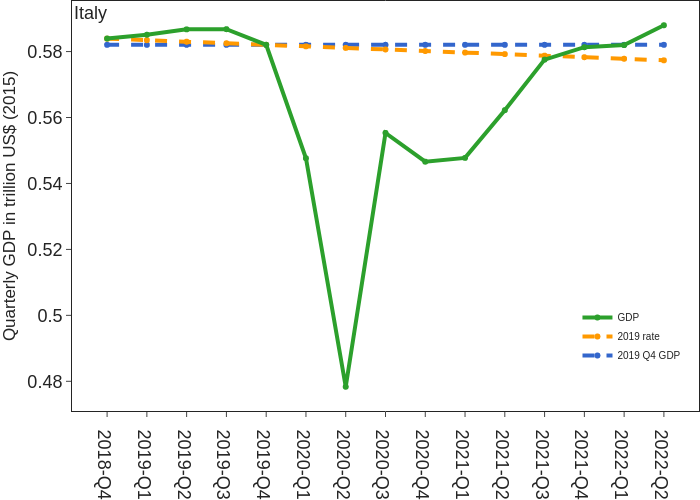 Italy
Quarterly GDP in trillion US$ (2015)
0.58
0.56
0.54
0.52
0.5
0.48
GDP
2019 rate
2019 Q4 GDP
2018-Q4
2019-Q1
2019-Q2
2019-Q3
2019-Q4
2020-Q1
2020-Q2
2020-Q3
2020-Q4
2021-Q1
2021-Q2
2021-Q3
2021-Q4
2022-Q1
2022-Q2